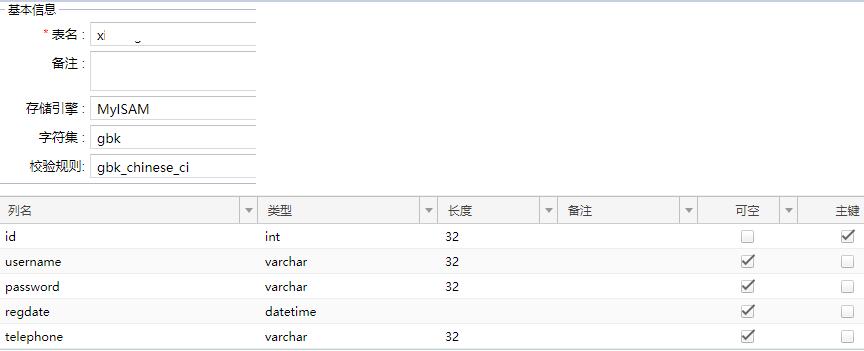 基本信息
* 表名:
备注:
存储引擎: MyISAM
字符集: gbk
校验规则: gbk_chinese_ci
列名 类型 长度 备注 可空 主键
id int 32
username varchar 32
password varchar 32
regdate datetime
telephone varchar 32